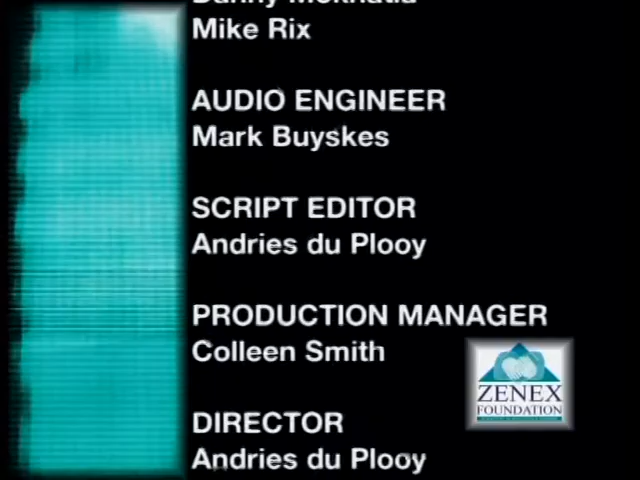 Mike Rix
AUDIO ENGINEER
Mark Buyskes
SCRIPT EDITOR
Andries du Plooy
PRODUCTION MANAGER
Colleen Smith
ZENEX
FOUNDATION
DIRECTOR
Andries du Plooy